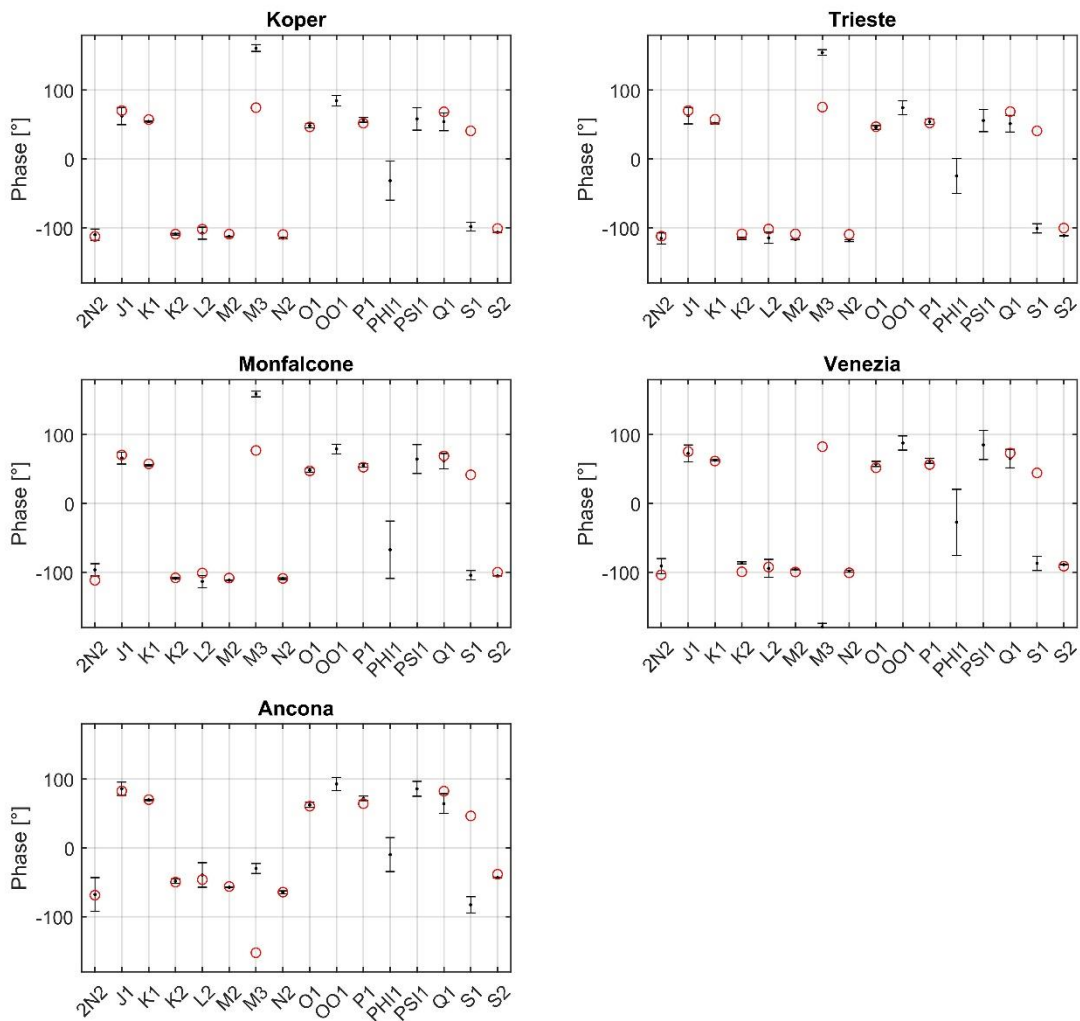 Koper
Phase [°]
100
0
-100
2N2 J1 K1 K2 L2 M2 M3 N2 O1 OO1 P1 PHI1 PSI1 Q1 S1 S2
Trieste
Phase [°]
100
0
-100
2N2 J1 K1 K2 L2 M2 M3 N2 O1 OO1 P1 PHI1 PSI1 Q1 S1 S2
Monfalcone
Phase [°]
100
0
-100
2N2 J1 K1 K2 L2 M2 M3 N2 O1 OO1 P1 PHI1 PSI1 Q1 S1 S2
Venezia
Phase [°]
100
0
-100
2N2 J1 K1 K2 L2 M2 M3 N2 O1 OO1 P1 PHI1 PSI1 Q1 S1 S2
Ancona
Phase [°]
100
0
-100
2N2 J1 K1 K2 L2 M2 M3 N2 O1 OO1 P1 PHI1 PSI1 Q1 S1 S2